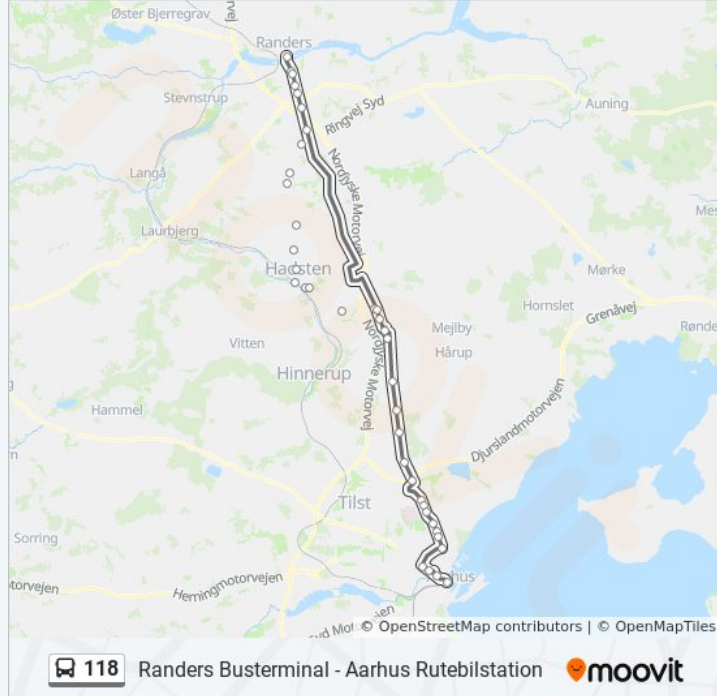 vej
Øster Bjerregrav
Randers
Stevnstrup
Auning
Ringvej Syd
Langå
Nordjyske Motorvej
Laurbjerg
Hadsten
Mørke
Hornslet
Grenåvej
Mejlby
Vitten
Nordjyske Motorvej
Hårup
Hinnerup
Hammel
Djurslandmotorvejen
Tilst
Sorring
Herningmotorvejen
© OpenStreetMap contributors | © OpenMapTiles
118 Randers Busterminal - Aarhus Rutebilstation moovit